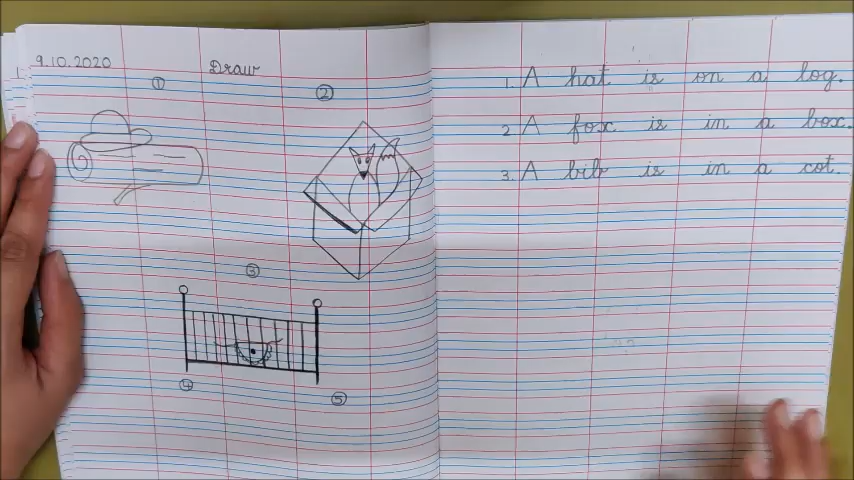 9.10.2020
Draw
1
2
3
4
5
1. A hat is on a log.
2 A fox is in a box.
3. A bib is in a cot.